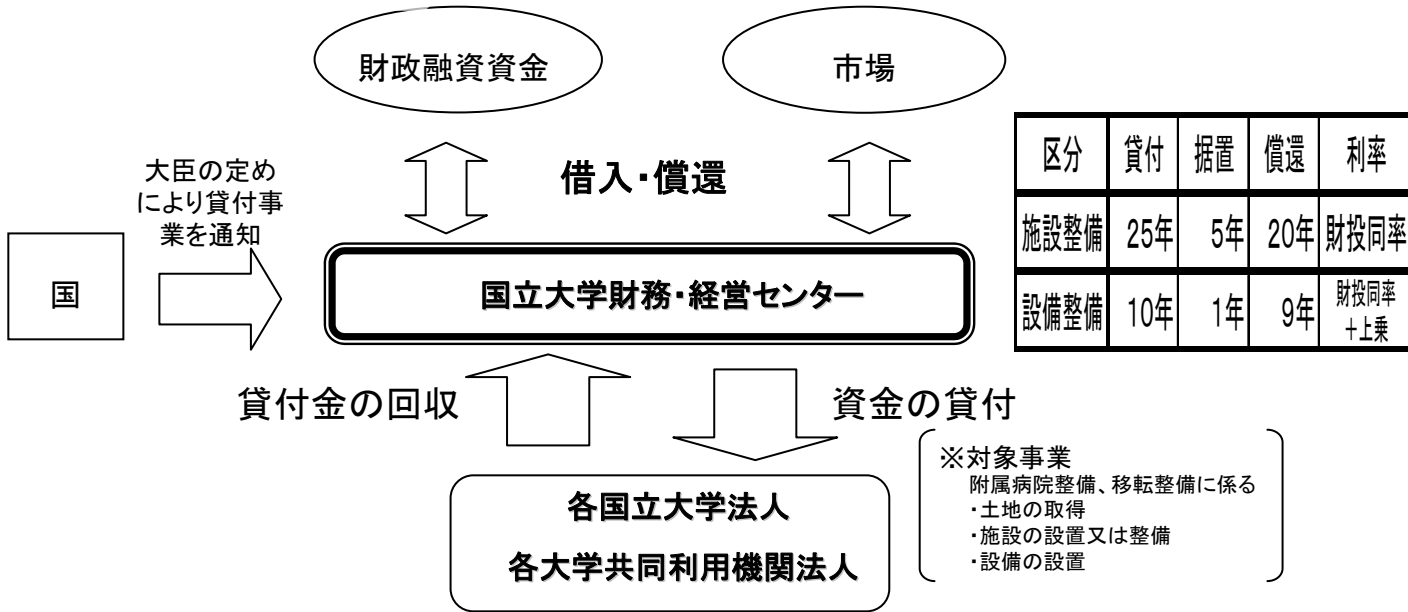 財政融資資金
市場
大臣の定め
により貸付事
業を通知
借入・償還
国
国立大学財務・経営センター
区分 貸付 据置 償還 利率
施設整備 25年 5年 20年 財投同率
設備整備 10年 1年 9年 財投同率
+上乗
貸付金の回収
資金の貸付
各国立大学法人
各大学共同利用機関法人
※対象事業
附属病院整備、移転整備に係る
・土地の取得
・施設の設置又は整備
・設備の設置